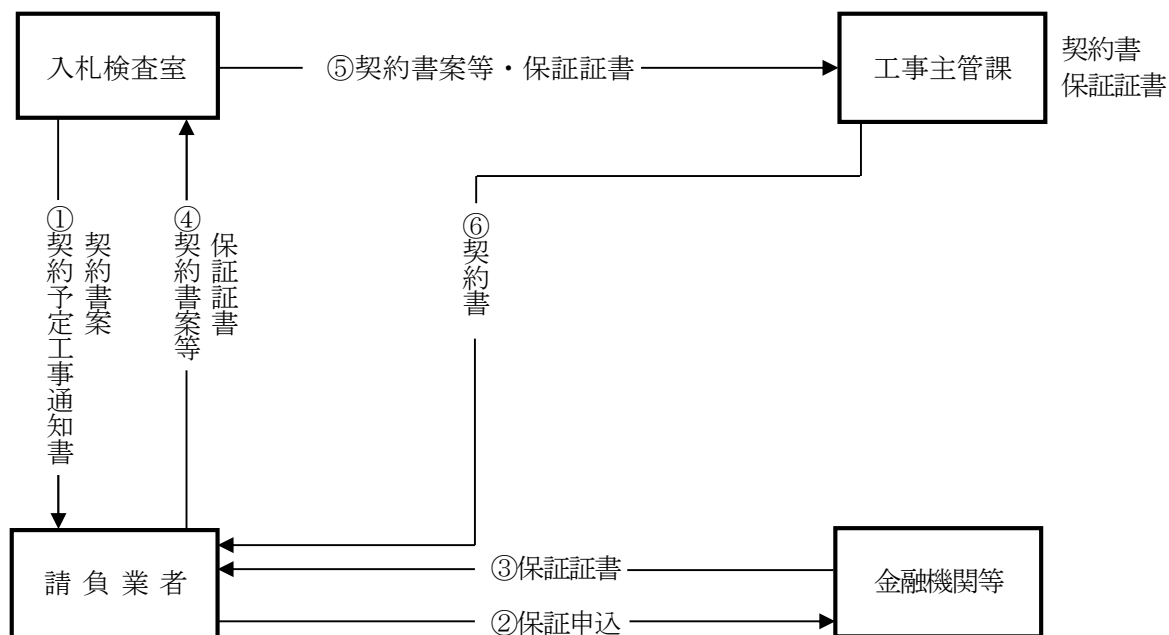 入札検査室
⑤契約書案等・保証証書
工事主管課
契約書
保証証書
①契約予定工事通知書
契約書案
④契約書案等
保証証書
⑥契約書
請負業者
③保証証書
②保証申込
金融機関等